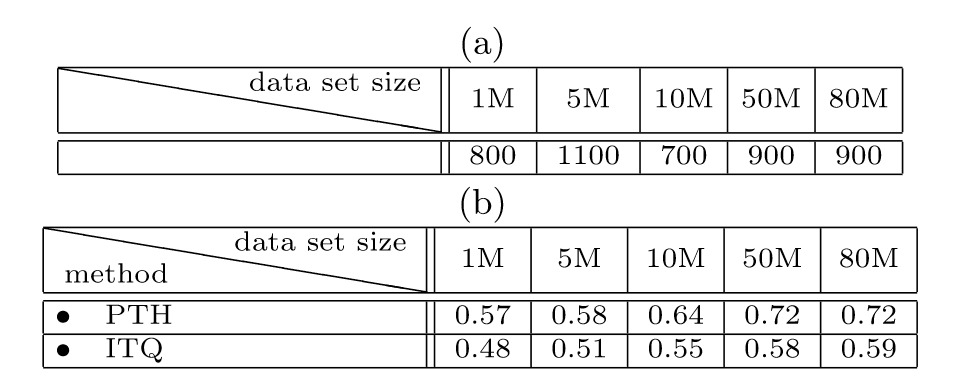 (a)
data set size 1M 5M 10M 50M 80M
800 1100 700 900 900
(b)
data set size
method 1M 5M 10M 50M 80M
• PTH 0.57 0.58 0.64 0.72 0.72
• ITQ 0.48 0.51 0.55 0.58 0.59